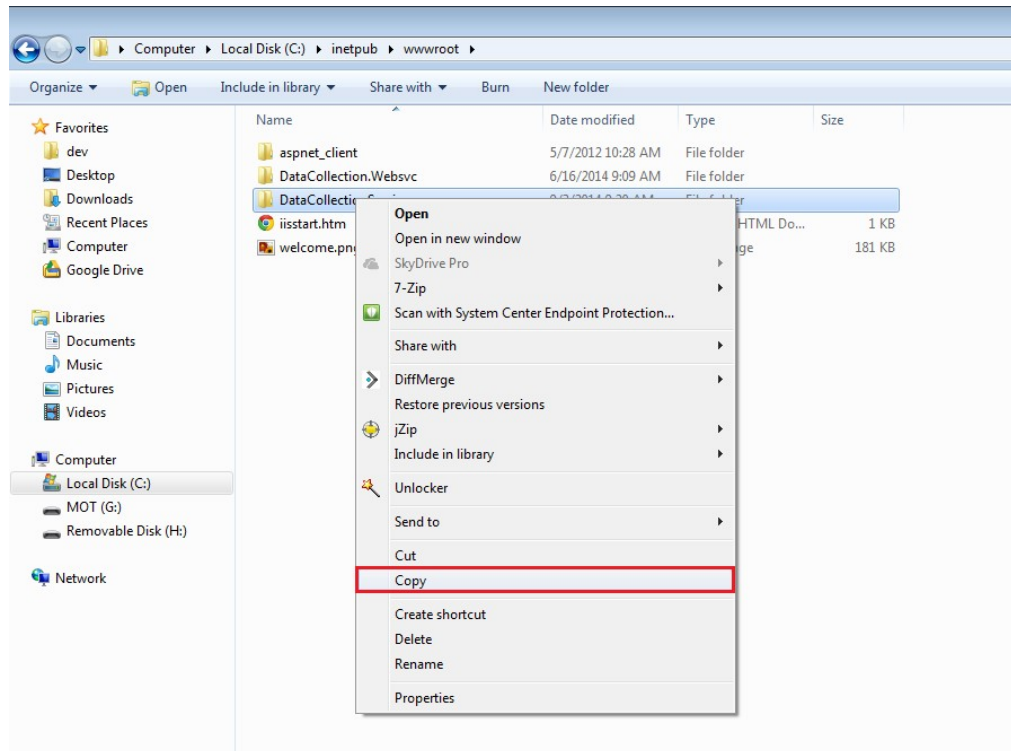 Computer Local Disk (C:) inetpub wwwroot
Organize Open Include in library Share with Burn New folder
Favorites
dev
Desktop
Downloads
Recent Places
Computer
Google Drive
Libraries
Documents
Music
Pictures
Videos
Computer
Local Disk (C:)
MOT (G:)
Removable Disk (H:)
Network
Name Date modified Type Size
aspnet_client 5/7/2012 10:28 AM File folder
DataCollection.Websvc 6/16/2014 9:09 AM File folder
iisstart.htm HTML Do... 1 KB
welcome.png 181 KB
Open
Open in new window
SkyDrive Pro
7-Zip
Scan with System Center Endpoint Protection...
Share with
DiffMerge
Restore previous versions
jZip
Include in library
Unlocker
Send to
Cut
Copy
Create shortcut
Delete
Rename
Properties